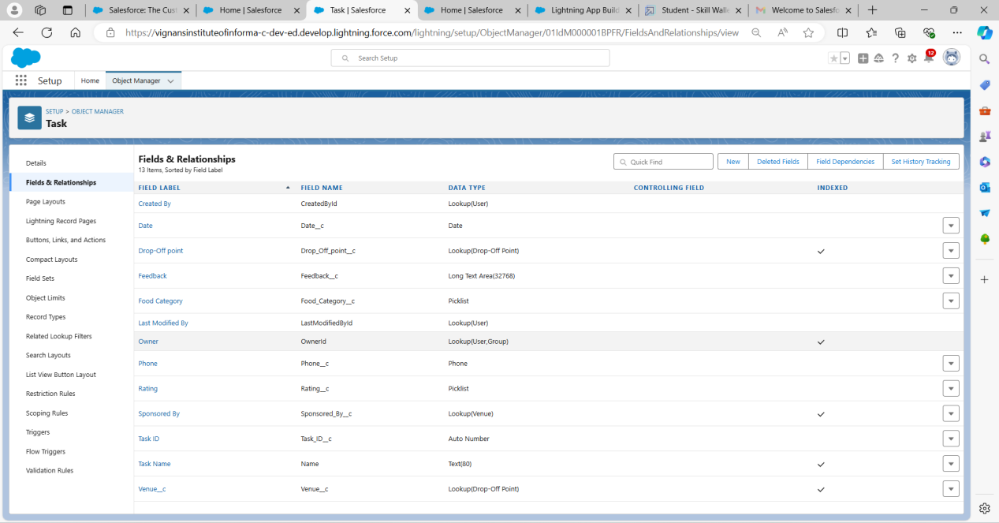 Salesforce: The Cust
Home | Salesforce
Task | Salesforce
Home | Salesforce
Lightning App Build
Student - Skill Walle
Welcome to Salesfo
https://vignansinstituteofinforma-c-dev-ed.develop.lightning.force.com/lightning/setup/ObjectManager/01IdM000001BPFR/FieldsAndRelationships/view
Search Setup
12
Setup
Home
Object Manager
SETUP > OBJECT MANAGER
Task
Details
Fields & Relationships
Page Layouts
Lightning Record Pages
Buttons, Links, and Actions
Compact Layouts
Field Sets
Object Limits
Record Types
Related Lookup Filters
Search Layouts
List View Button Layout
Restriction Rules
Scoping Rules
Triggers
Flow Triggers
Validation Rules
Fields & Relationships
13 Items, Sorted by Field Label
Quick Find
New
Deleted Fields
Field Dependencies
Set History Tracking
FIELD LABEL FIELD NAME DATA TYPE CONTROLLING FIELD INDEXED
Created By CreatedById Lookup(User)
Date Date__c Date
Drop-Off point Drop_Off_point__c Lookup(Drop-Off Point)
Feedback Feedback__c Long Text Area(32768)
Food Category Food_Category__c Picklist
Last Modified By LastModifiedById Lookup(User)
Owner OwnerId Lookup(User,Group)
Phone Phone__c Phone
Rating Rating__c Picklist
Sponsored By Sponsored_By__c Lookup(Venue)
Task ID Task_ID__c Auto Number
Task Name Name Text(80)
Venue__c Venue__c Lookup(Drop-Off Point)